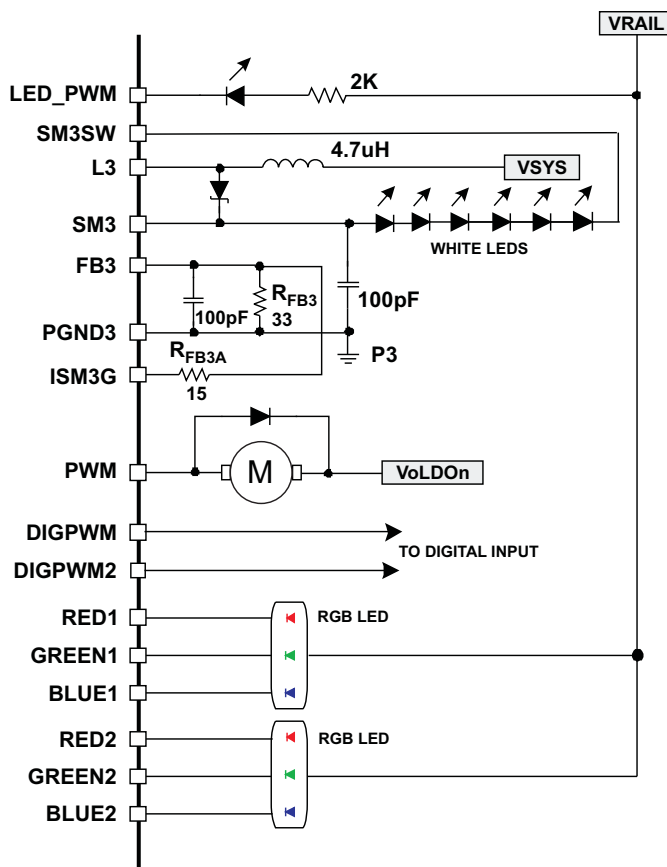 VRAIL
LED_PWM
2K
SM3SW
4.7uH
L3
VSYS
SM3
WHITE LEDS
FB3
RFB3
33
100pF
100pF
PGND3
RFB3A
P3
ISM3G
15
PWM
M
VoLDOn
DIGPWM
TO DIGITAL INPUT
DIGPWM2
RED1
RGB LED
GREEN1
BLUE1
RED2
RGB LED
GREEN2
BLUE2